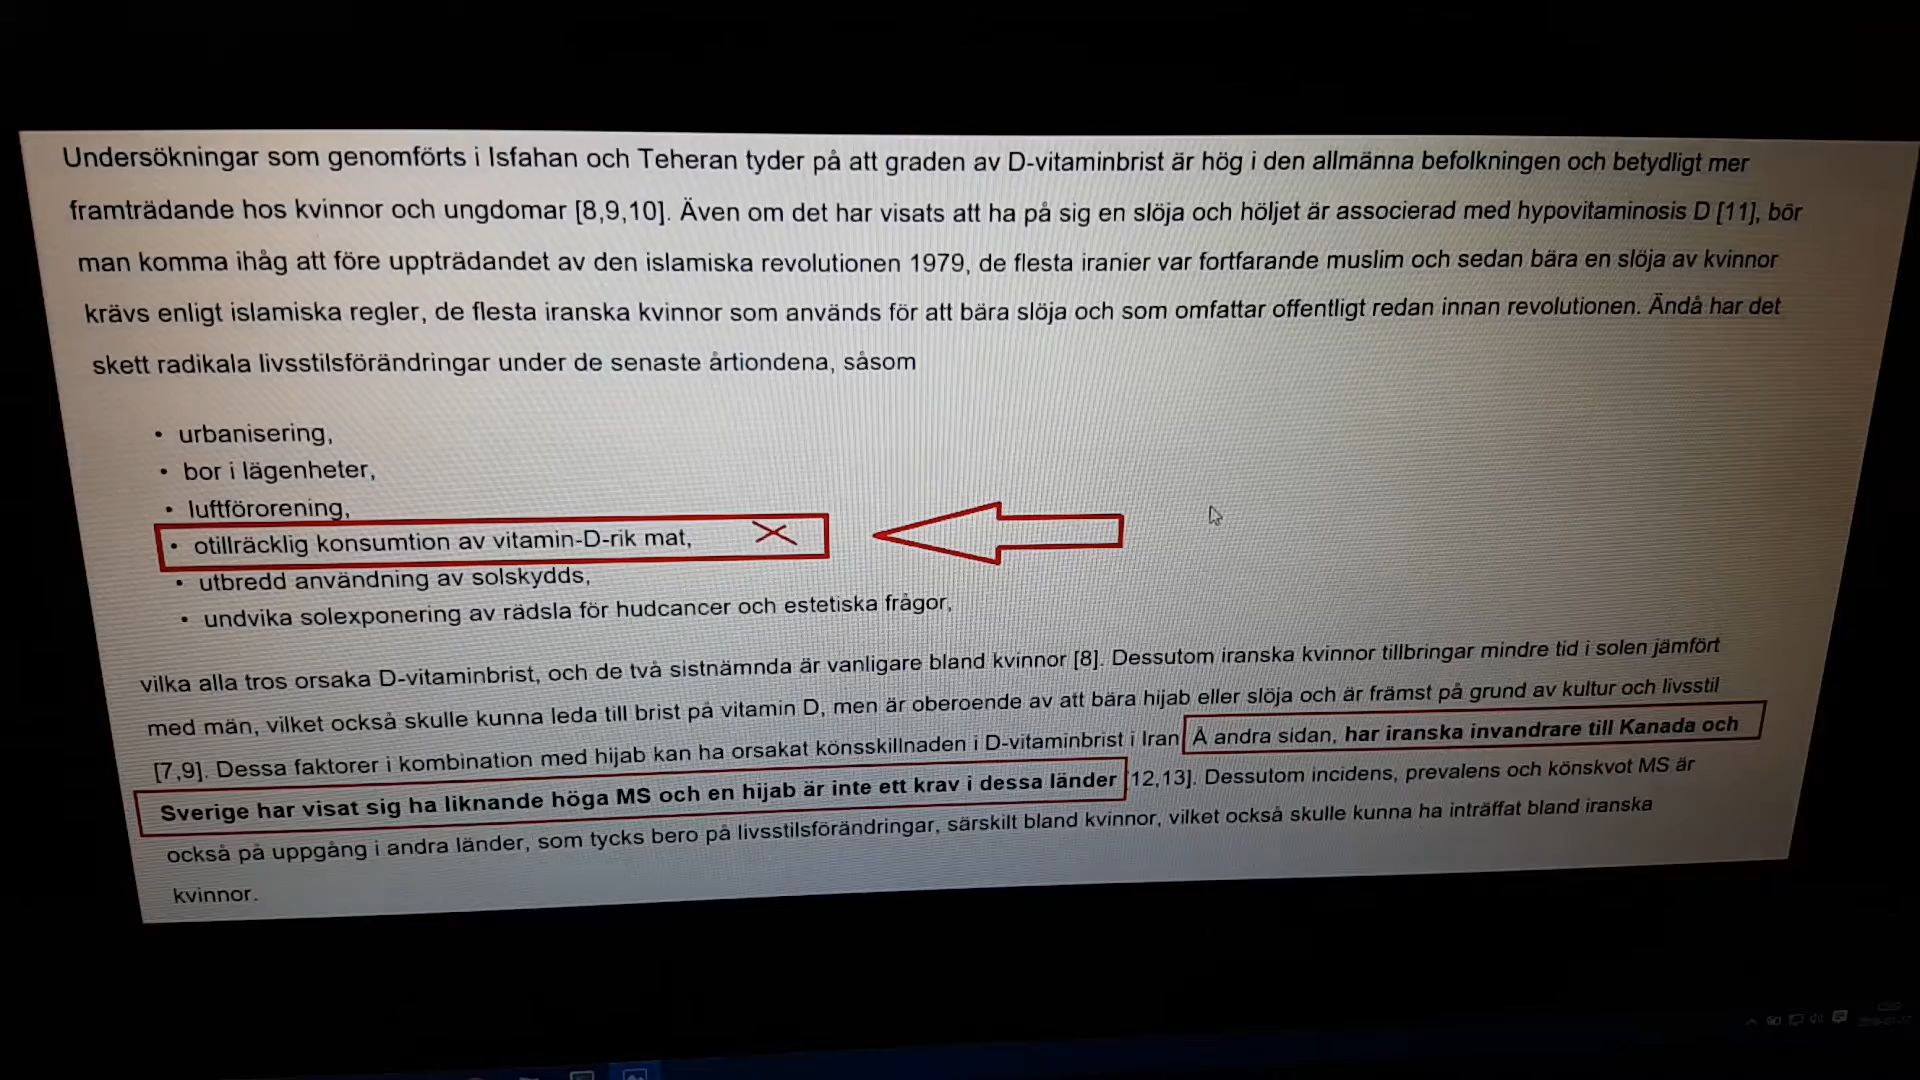 Undersökningar som genomförts i Isfahan och Teheran tyder på att graden av D-vitaminbrist är hög i den allmänna befolkningen och betydligt mer
framträdande hos kvinnor och ungdomar [8,9,10]. Även om det har visats att ha på sig en slöja och höljet är associerad med hypovitaminosis D [11], bör
man komma ihåg att före uppträdandet av den islamiska revolutionen 1979, de flesta iranier var fortfarande muslim och sedan bära en slöja av kvinnor
krävs enligt islamiska regler, de flesta iranska kvinnor som används för att bära slöja och som omfattar offentligt redan innan revolutionen. Ändå har det
skett radikala livsstilsförändringar under de senaste årtiondena, såsom
• urbanisering,
• bor i lägenheter,
• luftförorening,
• otillräcklig konsumtion av vitamin-D-rik mat,
• utbredd användning av solskydds,
• undvika solexponering av rädsla för hudcancer och estetiska frågor,
vilka alla tros orsaka D-vitaminbrist, och de två sistnämnda är vanligare bland kvinnor [8]. Dessutom iranska kvinnor tillbringar mindre tid i solen jämfört
med män, vilket också skulle kunna leda till brist på vitamin D, men är oberoende av att bära hijab eller slöja och är främst på grund av kultur och livsstil
[7,9]. Dessa faktorer i kombination med hijab kan ha orsakat könsskillnaden i D-vitaminbrist i Iran Å andra sidan, har iranska invandrare till Kanada och
Sverige har visat sig ha liknande höga MS och en hijab är inte ett krav i dessa länder 12,13]. Dessutom incidens, prevalens och könskvot MS är
också på uppgång i andra länder, som tycks bero på livsstilsförändringar, särskilt bland kvinnor, vilket också skulle kunna ha inträffat bland iranska
kvinnor.